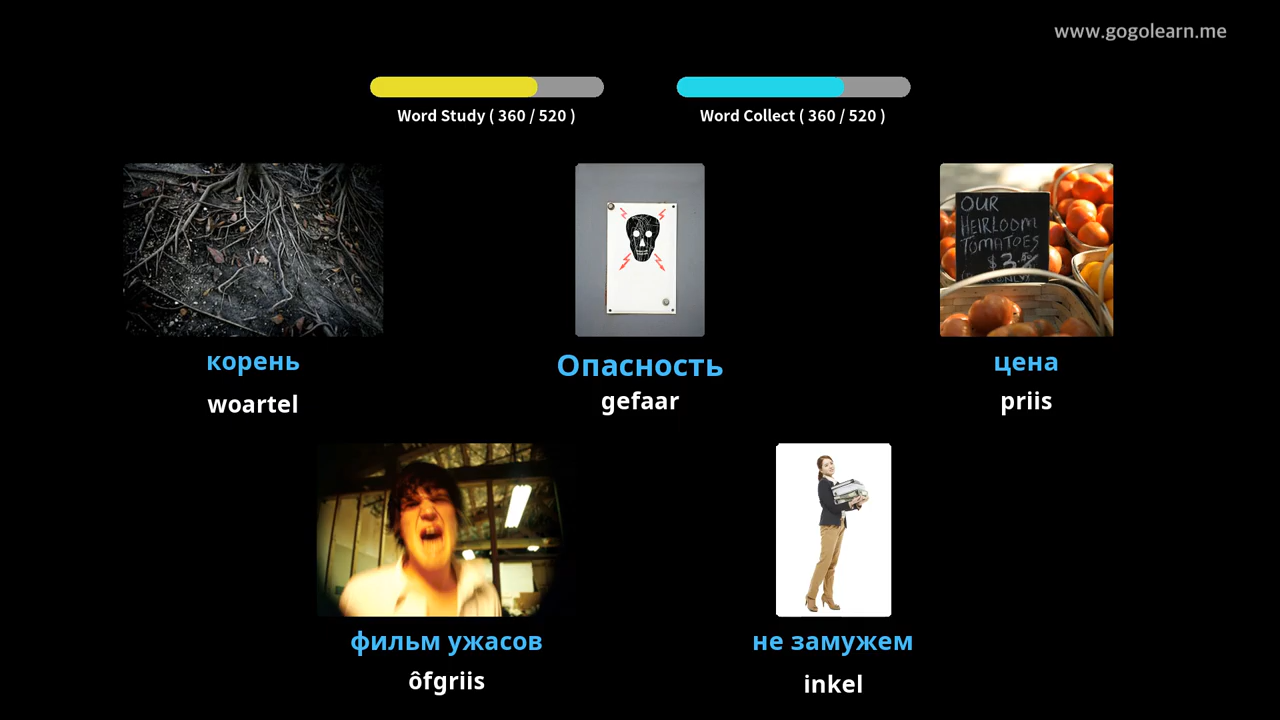 www.gogolearn.me
Word Study ( 360 / 520 )
Word Collect ( 360 / 520 )
OUR
HEIRLOOM
TOMATOES
корень
woartel
Опасность
gefaar
цена
priis
фильм ужасов
ôfgriis
не замужем
inkel